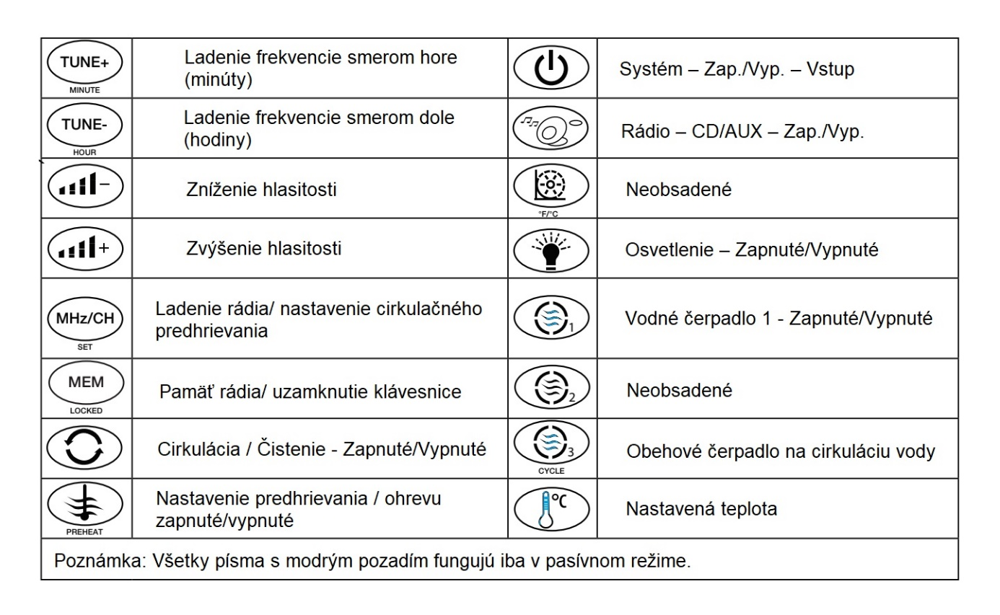 TUNE+
MINUTE
Ladenie frekvencie smerom hore
(minúty)
Systém – Zap./Vyp. – Vstup
TUNE-
HOUR
Ladenie frekvencie smerom dole
(hodiny)
Rádio – CD/AUX – Zap./Vyp.
–
Zníženie hlasitosti
°F/°C
Neobsadené
+
Zvýšenie hlasitosti
Osvetlenie – Zapnuté/Vypnuté
MHz/CH
SET
Ladenie rádia/ nastavenie cirkulačného
predhrievania
1
Vodné čerpadlo 1 - Zapnuté/Vypnuté
MEM
LOCKED
Pamäť rádia/ uzamknutie klávesnice
2
Neobsadené
Cirkulácia / Čistenie - Zapnuté/Vypnuté
3
CYCLE
Obehové čerpadlo na cirkuláciu vody
PREHEAT
Nastavenie predhrievania / ohrevu
zapnuté/vypnuté
°C
Nastavená teplota
Poznámka: Všetky písma s modrým pozadím fungujú iba v pasívnom režime.